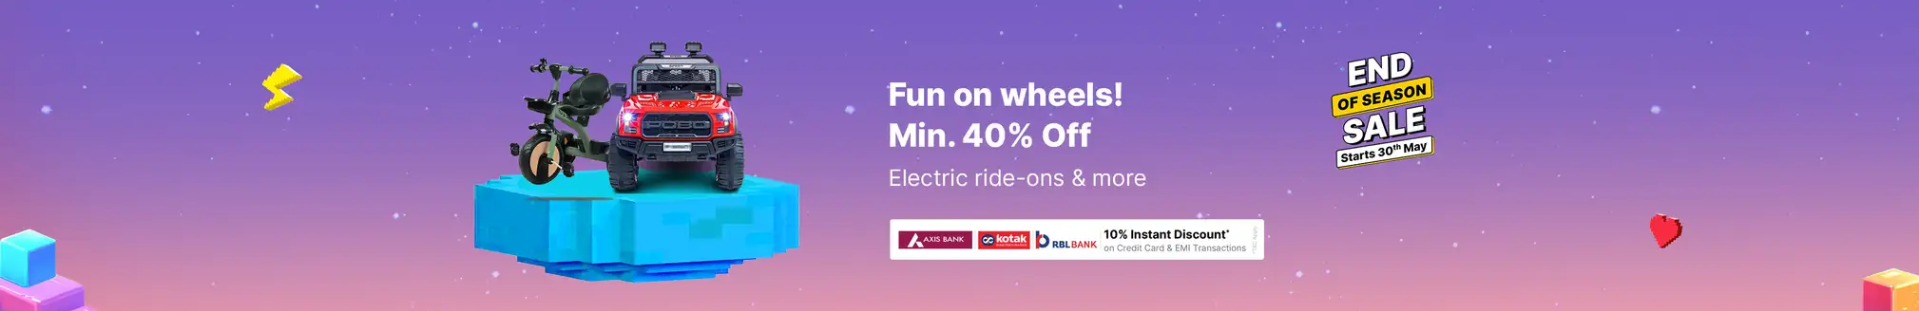 Fun on wheels!
Min. 40% Off
Electric ride-ons & more
AXIS BANK
kotak
RBL BANK
10% Instant Discount*
on Credit Card & EMI Transactions
END
OF SEASON
SALE
Starts 30th May